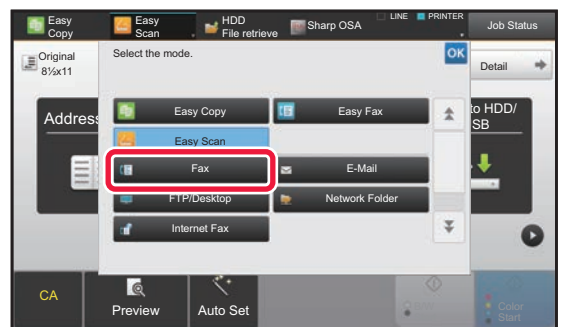 Easy
Copy
Easy
Scan
HDD
File retrieve
Sharp OSA
LINE
PRINTER
Job Status
Original
8½x11
Select the mode.
OK
Detail
Address
to HDD/
SB
Easy Copy
Easy Fax
Easy Scan
Fax
E-Mail
FTP/Desktop
Network Folder
Internet Fax
CA
Preview
Auto Set
Color
Start